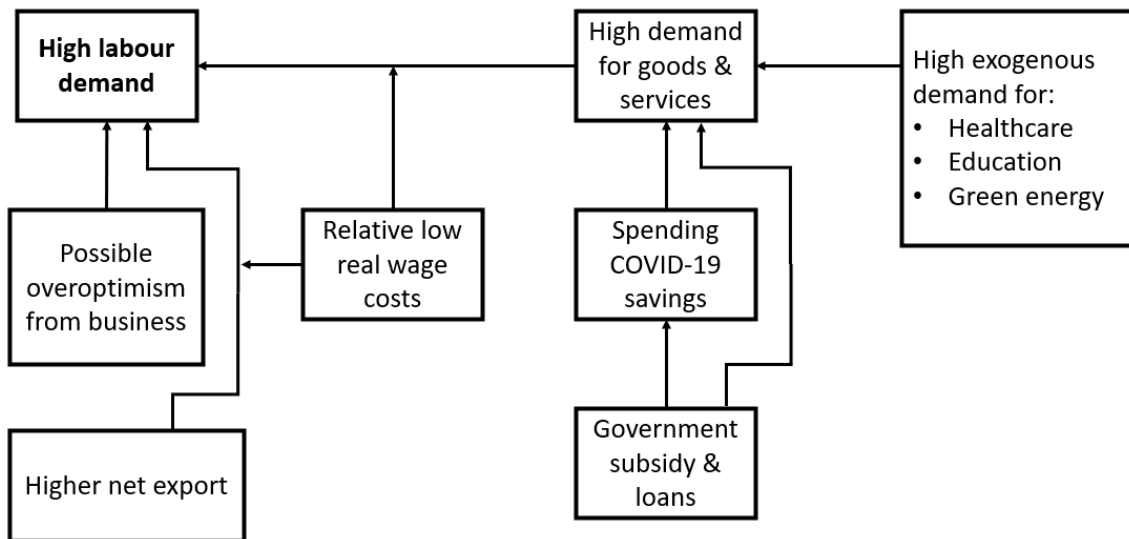 High labour
demand
High demand
for goods &
services
High exogenous
demand for:
• Healthcare
• Education
• Green energy
Possible
overoptimism
from business
Relative low
real wage
costs
Spending
COVID-19
savings
Higher net export
Government
subsidy &
loans